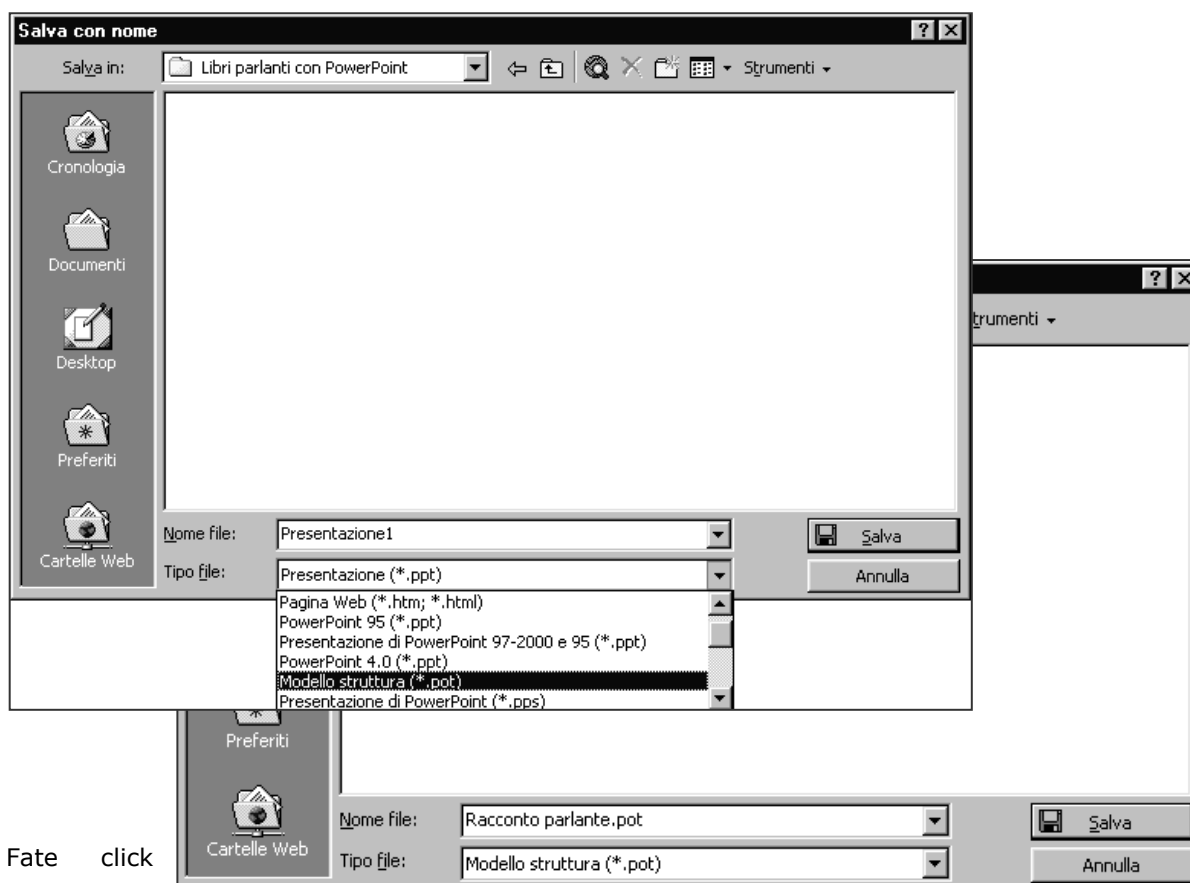 Salva con nome
Salva in: Libri parlanti con PowerPoint Strumenti
Cronologia
Documenti
Desktop
Preferiti
Cartelle Web
Nome file: Presentazione1 Salva
Tipo file: Presentazione (*.ppt) Annulla
Pagina Web (*.htm; *.html)
PowerPoint 95 (*.ppt)
Presentazione di PowerPoint 97-2000 e 95 (*.ppt)
PowerPoint 4.0 (*.ppt)
Modello struttura (*.pot)
Presentazione di PowerPoint (*.pps)
trumenti
Preferiti
Cartelle Web
Nome file: Racconto parlante.pot Salva
Tipo file: Modello struttura (*.pot) Annulla
Fate click